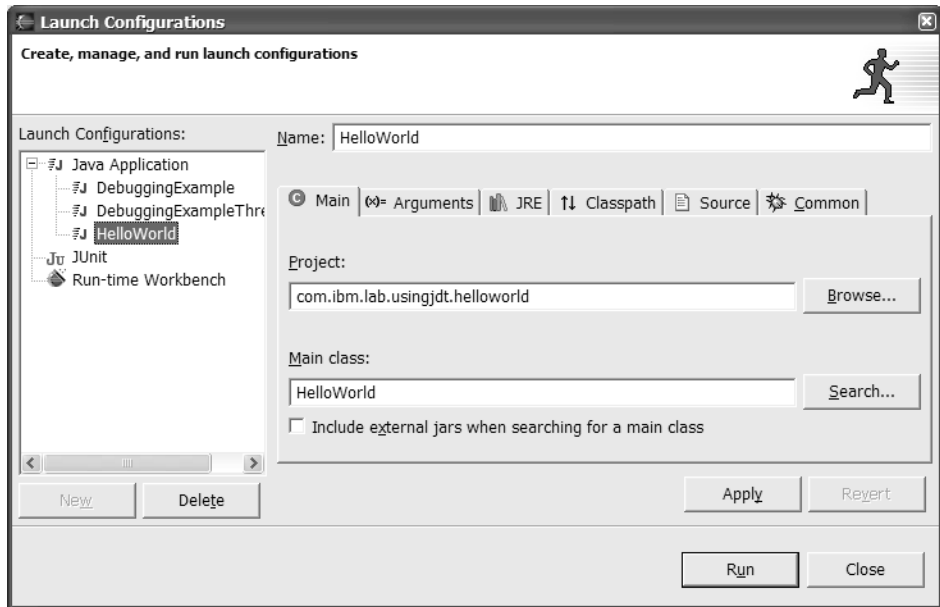 Launch Configurations
Create, manage, and run launch configurations
Launch Configurations:
Java Application
DebuggingExample
DebuggingExampleThre
HelloWorld
JUnit
Run-time Workbench
New
Delete
Name: HelloWorld
Main (x)= Arguments JRE Classpath Source Common
Project:
com.ibm.lab.usingjdt.helloworld
Browse...
Main class:
HelloWorld
Search...
Include external jars when searching for a main class
Apply
Revert
Run
Close